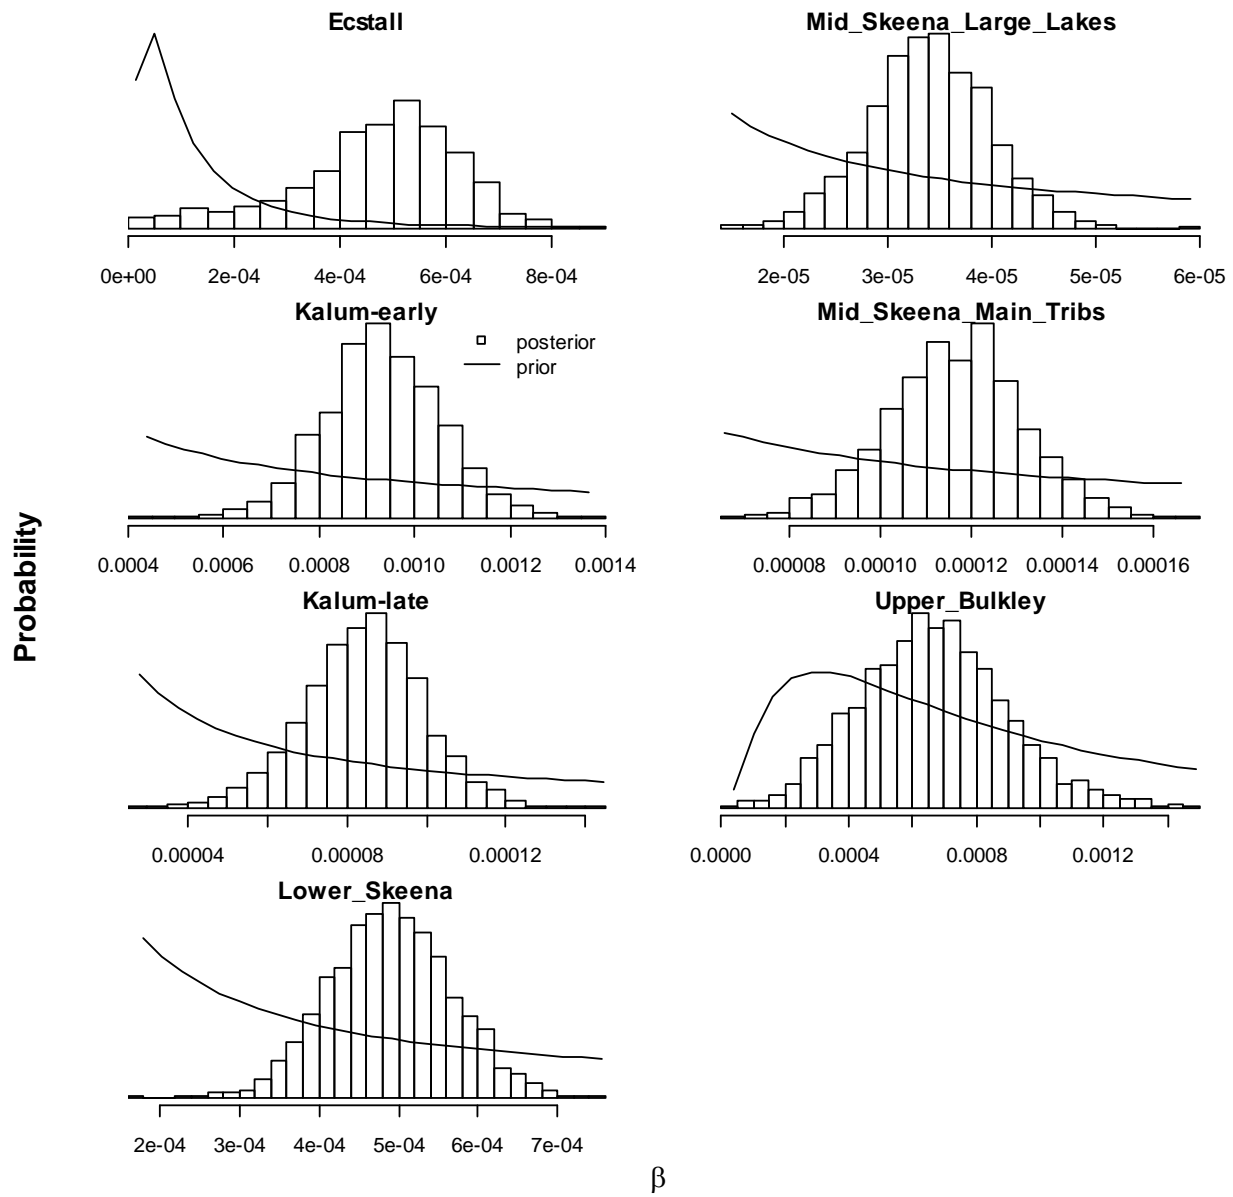 Ecstall
Mid_Skeena_Large_Lakes
0e+00 2e-04 4e-04 6e-04 8e-04
2e-05 3e-05 4e-05 5e-05 6e-05
Kalum-early
Mid_Skeena_Main_Tribs
posterior
prior
0.0004 0.0006 0.0008 0.0010 0.0012 0.0014
0.00008 0.00010 0.00012 0.00014 0.00016
Kalum-late
Upper_Bulkley
0.00004 0.00008 0.00012
0.0000 0.0004 0.0008 0.0012
Lower_Skeena
2e-04 3e-04 4e-04 5e-04 6e-04 7e-04
Probability
β